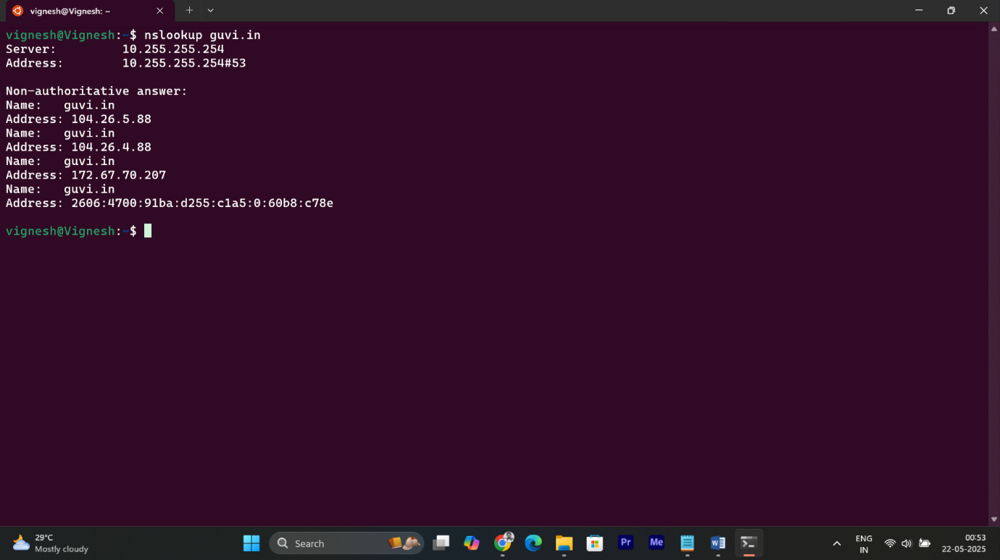 vignesh@Vignesh: ~
vignesh@Vignesh:~$ nslookup guvi.in
Server:         10.255.255.254
Address:        10.255.255.254#53

Non-authoritative answer:
Name:   guvi.in
Address: 104.26.5.88
Name:   guvi.in
Address: 104.26.4.88
Name:   guvi.in
Address: 172.67.70.207
Name:   guvi.in
Address: 2606:4700:91ba:d255:c1a5:0:60b8:c78e

vignesh@Vignesh:~$
29°C
Mostly cloudy
Search
Pr
Me
W
ENG
IN
00:53
22-05-2025